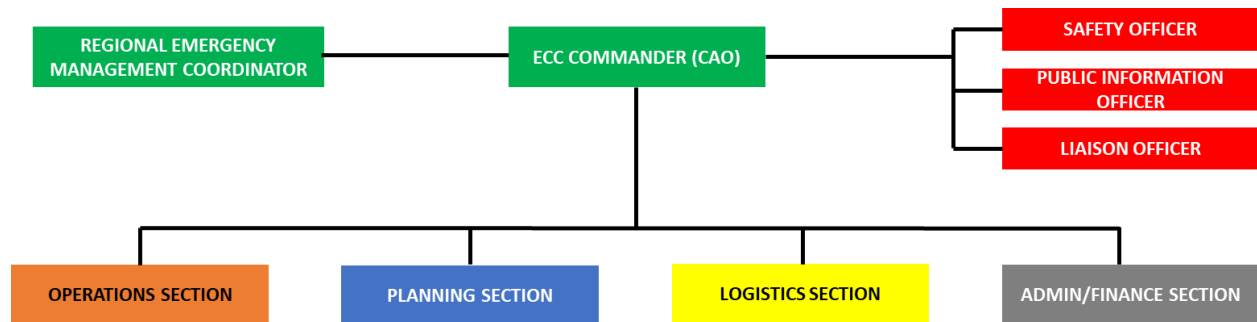 REGIONAL EMERGENCY
MANAGEMENT COORDINATOR
ECC COMMANDER (CAO)
SAFETY OFFICER
PUBLIC INFORMATION
OFFICER
LIAISON OFFICER
OPERATIONS SECTION
PLANNING SECTION
LOGISTICS SECTION
ADMIN/FINANCE SECTION